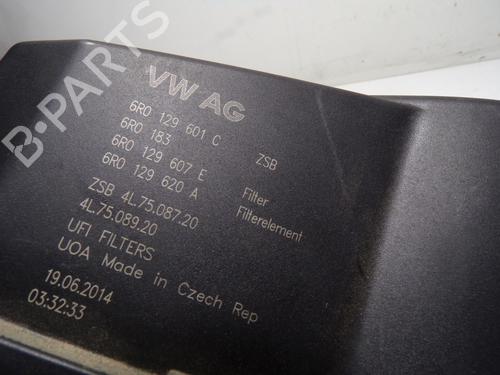 VW AG
6R0 129 601 C ZSB
6R0 183
6R0 129 607 E Filter
6R0 129 620 A Filterelement
ZSB 4L.75.087.20
4L.75.089.20
UFI FILTERS
UOA Made in Czech Rep
19.06.2014
03:32:33
B-PARTS